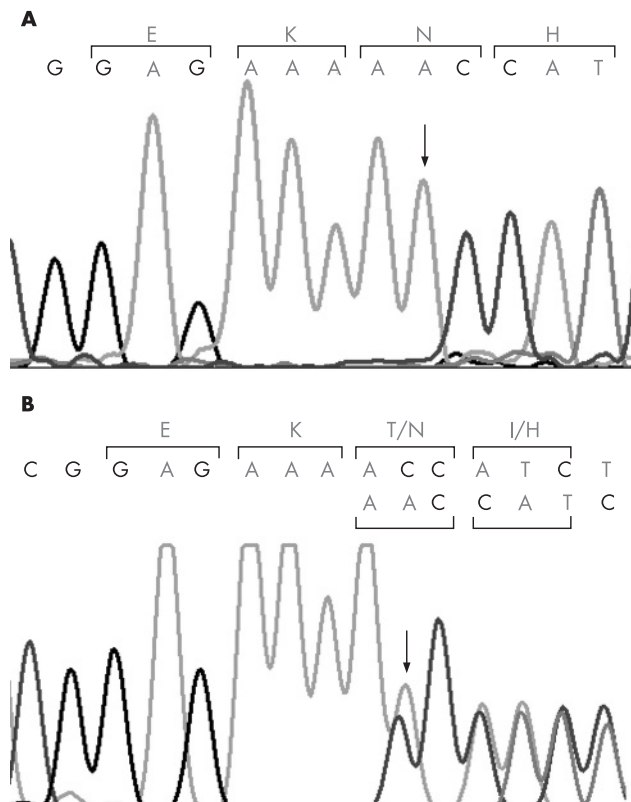 A
E K N H
G G A G A A A A A C C A T
B
E K T/N I/H
C G G A G A A A A C C A T C T
A A C C A T C